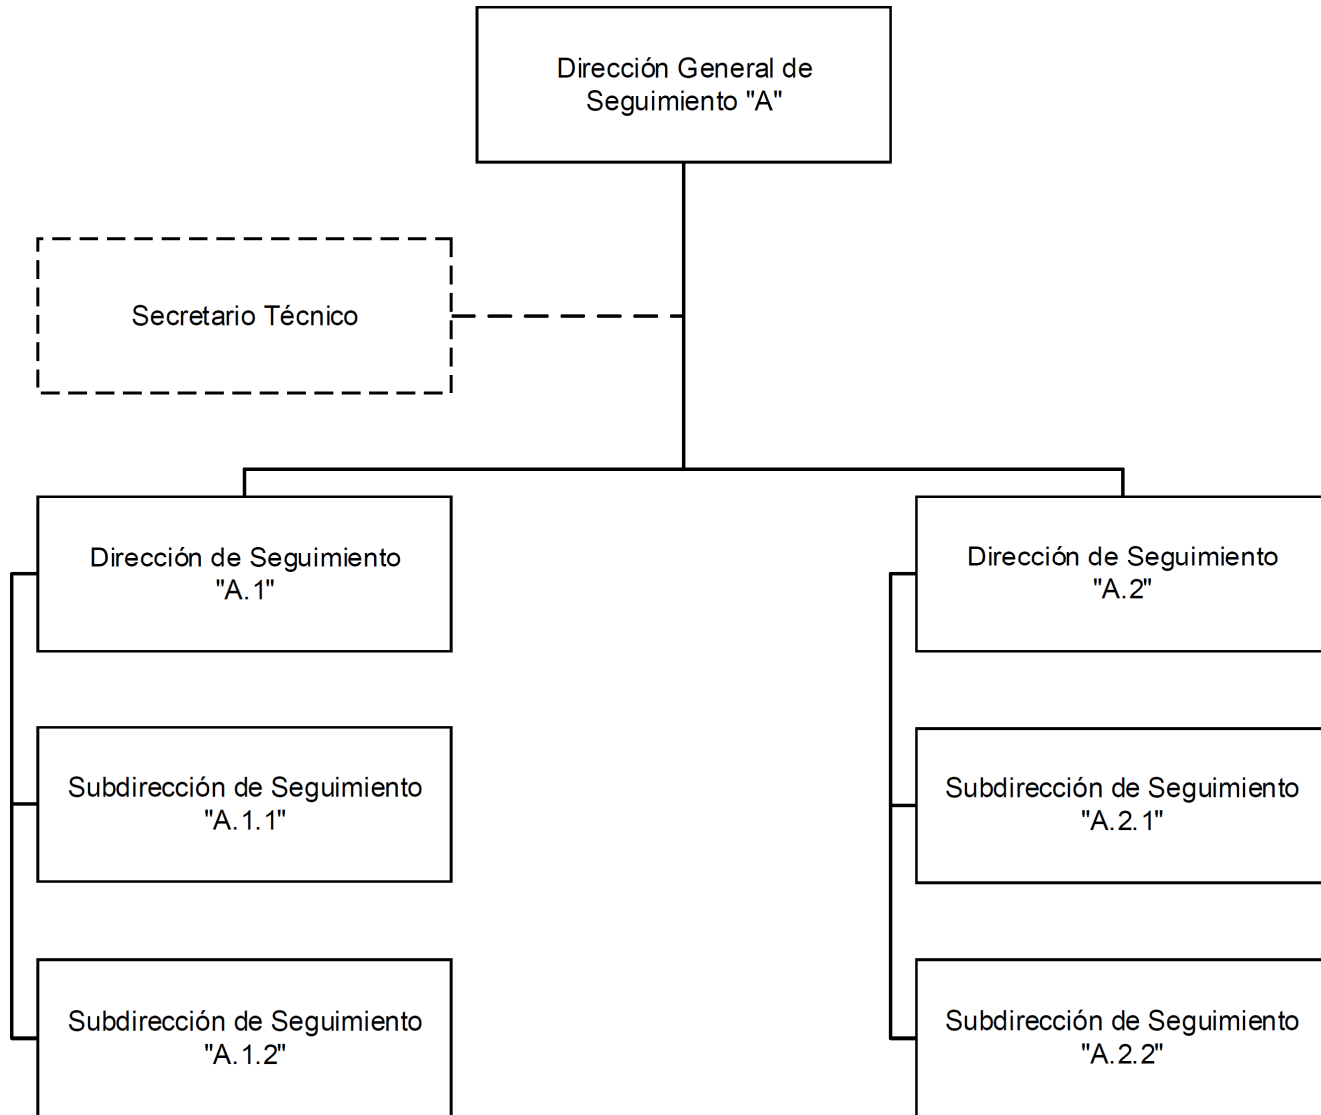 Dirección General de
Seguimiento "A"
Secretario Técnico
Dirección de Seguimiento
"A.1"
Dirección de Seguimiento
"A.2"
Subdirección de Seguimiento
"A.1.1"
Subdirección de Seguimiento
"A.2.1"
Subdirección de Seguimiento
"A.1.2"
Subdirección de Seguimiento
"A.2.2"